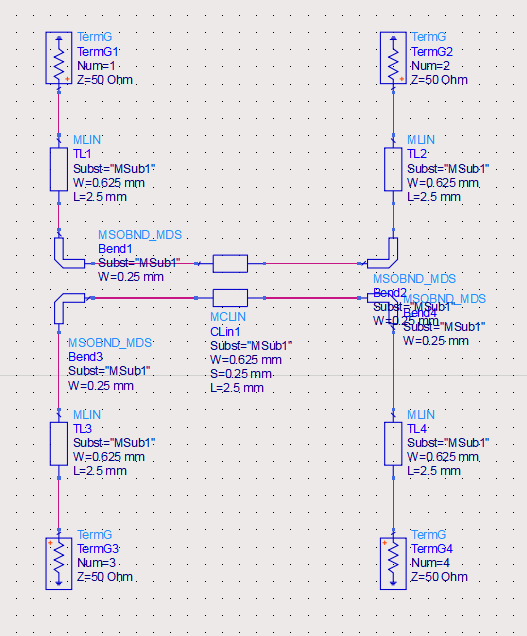 TermG
TermG1
Num=1
Z=50 Ohm
TermG
TermG2
Num=2
Z=50 Ohm
MLIN
TL1
Subst="MSub1"
W=0.625 mm
L=2.5 mm
MLIN
TL2
Subst="MSub1"
W=0.625 mm
L=2.5 mm
MSOBND_MDS
Bend1
Subst="MSub1"
W=0.25 mm
MSOBND_MDS
Bend2
Subst="MSub1"
W=0.25 mm
MSOBND_MDS
Bend4
Subst="MSub1"
W=0.25 mm
MCLIN
CLin1
Subst="MSub1"
W=0.625 mm
S=0.25 mm
L=2.5 mm
MSOBND_MDS
Bend3
Subst="MSub1"
W=0.25 mm
MLIN
TL3
Subst="MSub1"
W=0.625 mm
L=2.5 mm
MLIN
TL4
Subst="MSub1"
W=0.625 mm
L=2.5 mm
TermG
TermG3
Num=3
Z=50 Ohm
TermG
TermG4
Num=4
Z=50 Ohm